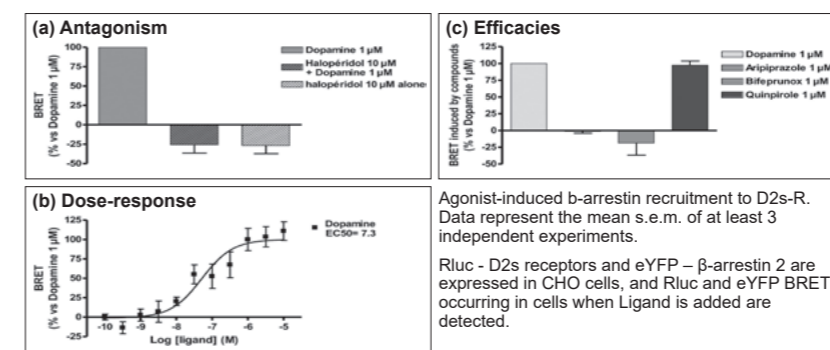 (a) Antagonism
BRET
(% vs Dopamine 1 µM)
100
75
50
25
0
-25
-50
Dopamine 1 µM
Halopéridol 10 µM
+ Dopamine 1 µM
halopéridol 10 µM alone
(c) Efficacies
BRET induced by compounds
(% vs Dopamine 1 µM)
125
100
75
50
25
0
-25
-50
Dopamine 1 µM
Aripiprazole 1 µM
Bifeprunox 1 µM
Quinpirole 1 µM
(b) Dose-response
BRET
(% vs Dopamine 1 µM)
125
100
75
50
25
0
-25
-10 -9 -8 -7 -6 -5
Log [ligand] (M)
Dopamine
EC50= 7.3
Agonist-induced b-arrestin recruitment to D2s-R.
Data represent the mean s.e.m. of at least 3
independent experiments.
Rluc - D2s receptors and eYFP – β-arrestin 2 are
expressed in CHO cells, and Rluc and eYFP BRET
occurring in cells when Ligand is added are
detected.